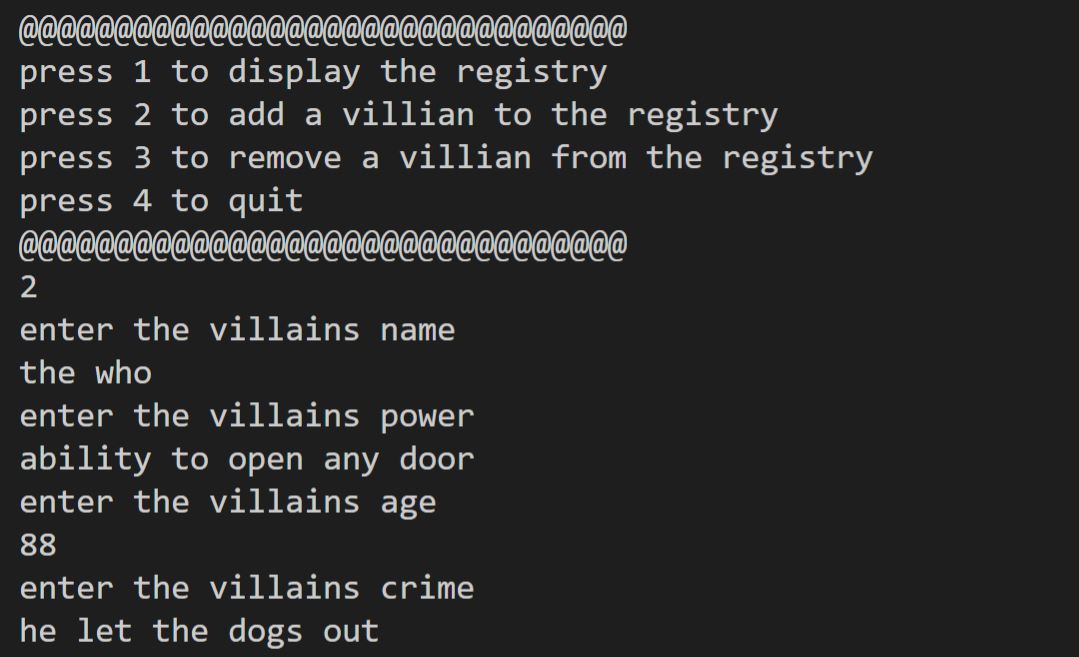 @@@@@@@@@@@@@@@@@@@@@@@@@@@@@@@@
press 1 to display the registry
press 2 to add a villian to the registry
press 3 to remove a villian from the registry
press 4 to quit
@@@@@@@@@@@@@@@@@@@@@@@@@@@@@@@@
2
enter the villains name
the who
enter the villains power
ability to open any door
enter the villains age
88
enter the villains crime
he let the dogs out